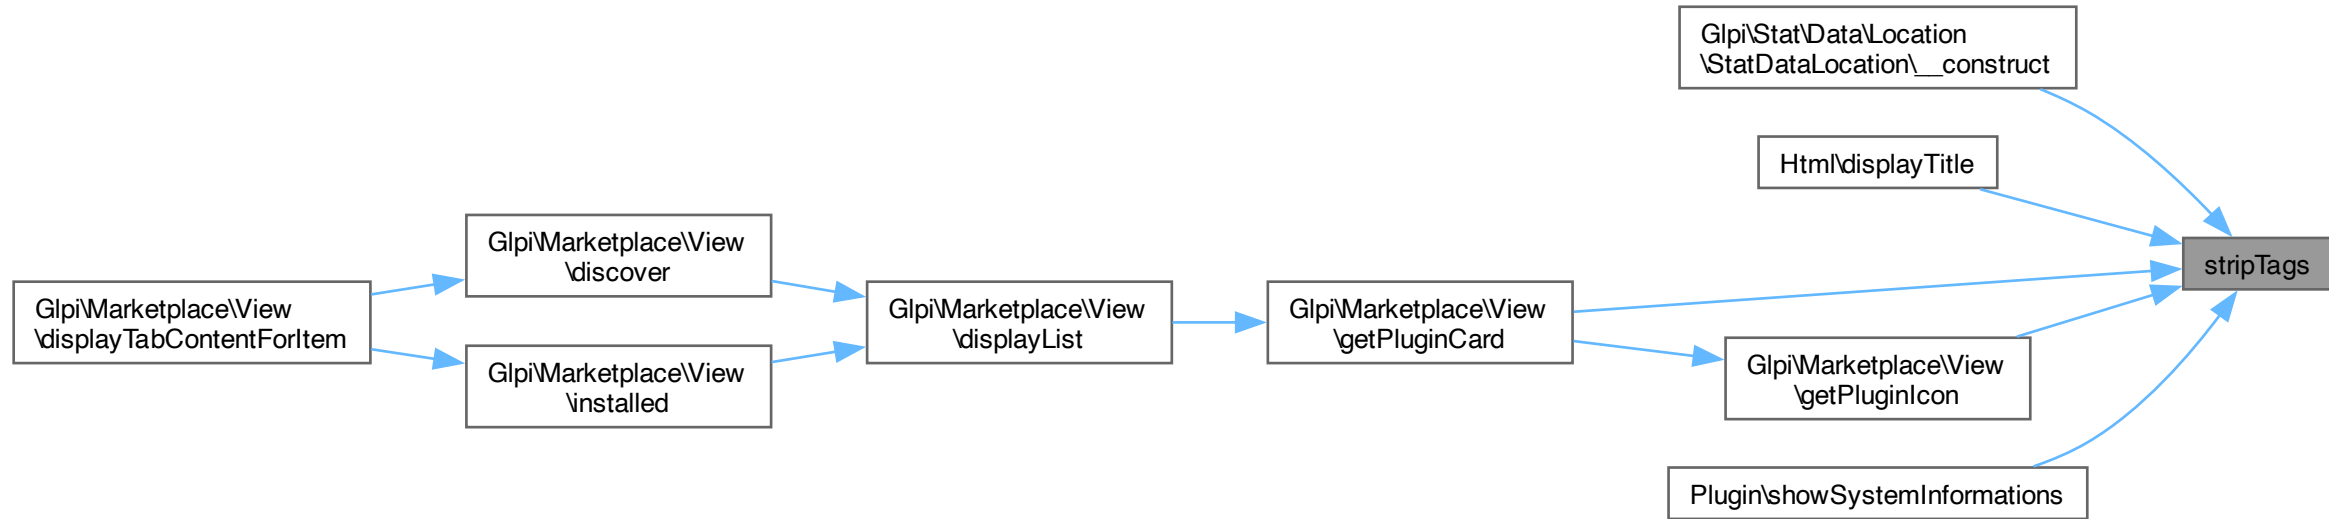 Glpi\Stat\Data\Location
\StatDataLocation\__construct
Html\displayTitle
Glpi\Marketplace\View
\discover
stripTags
Glpi\Marketplace\View
\displayTabContentForItem
Glpi\Marketplace\View
\displayList
Glpi\Marketplace\View
\getPluginCard
Glpi\Marketplace\View
\installed
Glpi\Marketplace\View
\getPluginIcon
Plugin\showSystemInformations